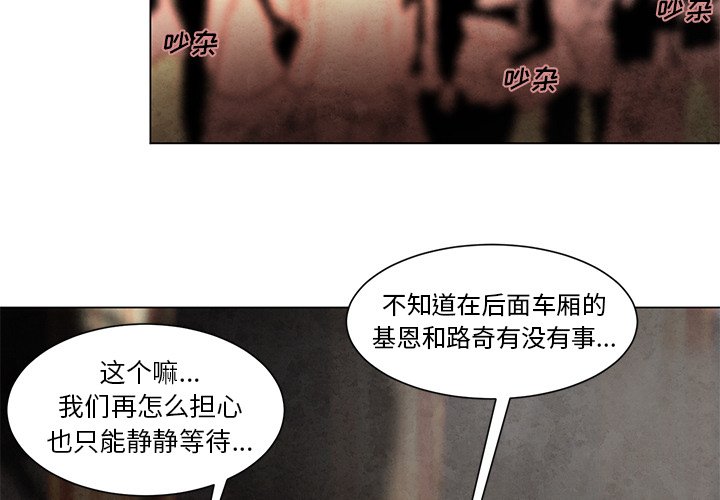 吵杂
吵杂
吵杂
不知道在后面车厢的
基恩和路奇有没有事...
这个嘛...
我们再怎么担心
也只能静静等待...